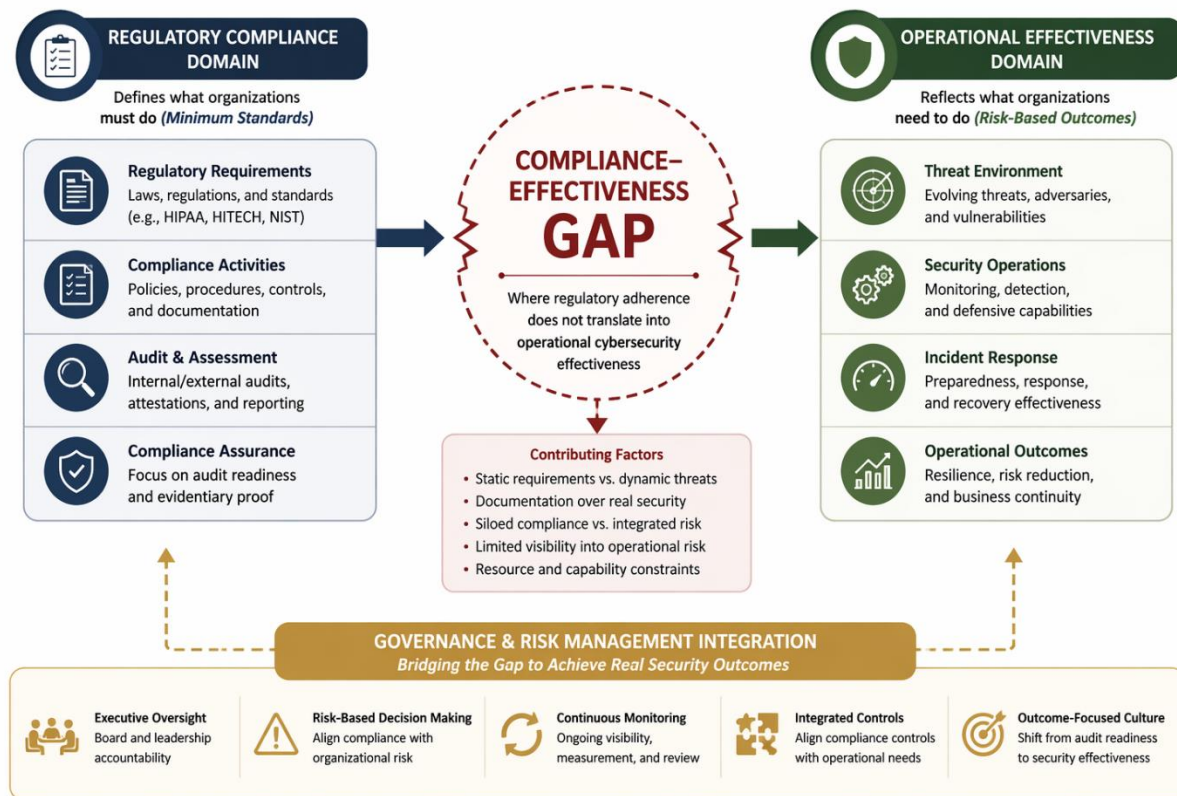 REGULATORY COMPLIANCE
DOMAIN
Defines what organizations
must do (Minimum Standards)
Regulatory Requirements
Laws, regulations, and standards
(e.g., HIPAA, HITECH, NIST)
Compliance Activities
Policies, procedures, controls,
and documentation
Audit & Assessment
Internal/external audits,
attestations, and reporting
Compliance Assurance
Focus on audit readiness
and evidentiary proof
COMPLIANCE–
EFFECTIVENESS
GAP
Where regulatory adherence
does not translate into
operational cybersecurity
effectiveness
Contributing Factors
• Static requirements vs. dynamic threats
• Documentation over real security
• Siloed compliance vs. integrated risk
• Limited visibility into operational risk
• Resource and capability constraints
OPERATIONAL EFFECTIVENESS
DOMAIN
Reflects what organizations
need to do (Risk-Based Outcomes)
Threat Environment
Evolving threats, adversaries,
and vulnerabilities
Security Operations
Monitoring, detection,
and defensive capabilities
Incident Response
Preparedness, response,
and recovery effectiveness
Operational Outcomes
Resilience, risk reduction,
and business continuity
GOVERNANCE & RISK MANAGEMENT INTEGRATION
Bridging the Gap to Achieve Real Security Outcomes
Executive Oversight
Board and leadership
accountability
Risk-Based Decision Making
Align compliance with
organizational risk
Continuous Monitoring
Ongoing visibility,
measurement, and review
Integrated Controls
Align compliance controls
with operational needs
Outcome-Focused Culture
Shift from audit readiness
to security effectiveness